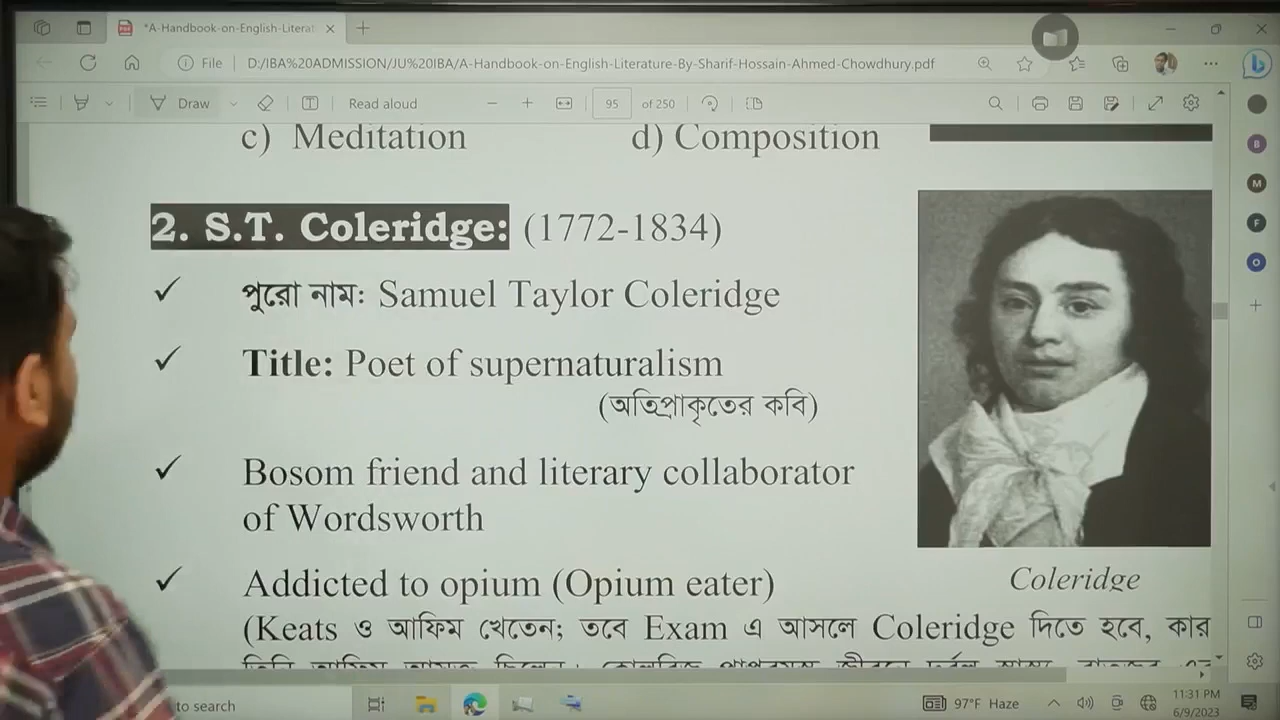 *A-Handbook-on-English-Literat
File
D:/IBA%20ADMISSION/JU%20IBA/A-Handbook-on-English-Literature-By-Sharif-Hossain-Ahmed-Chowdhury.pdf
Draw
Read aloud
95
of 250
c) Meditation
d) Composition
2. S.T. Coleridge: (1772-1834)
✓ পুরো নাম: Samuel Taylor Coleridge
✓ Title: Poet of supernaturalism
(অতিপ্রাকৃতের কবি)
✓ Bosom friend and literary collaborator
of Wordsworth
✓ Addicted to opium (Opium eater)
Coleridge
(Keats ও আফিম খেতেন; তবে Exam এ আসলে Coleridge দিতে হবে, কার
to search
97°F Haze
11:31 PM
6/9/2023
B
M
F
O